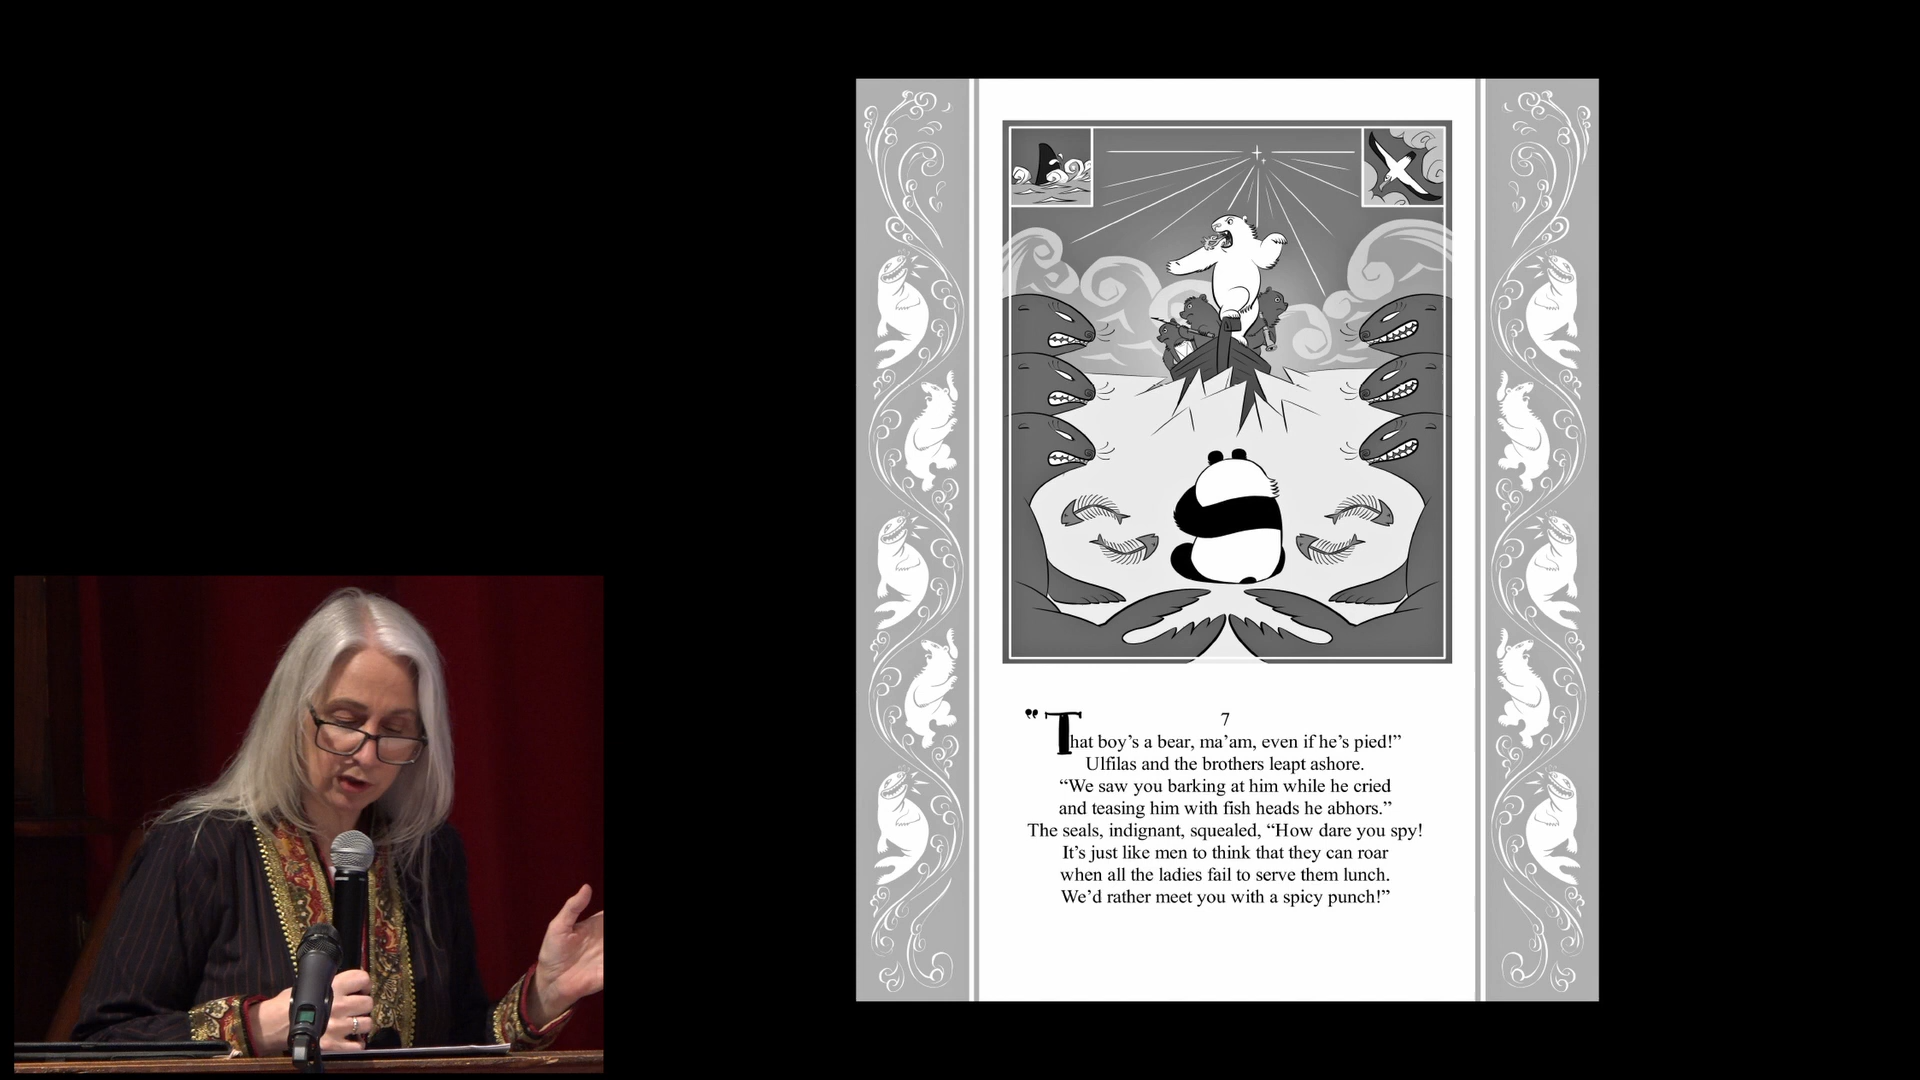 7
“That boy’s a bear, ma’am, even if he’s pied!”
Ulfilas and the brothers leapt ashore.
“We saw you barking at him while he cried
and teasing him with fish heads he abhors.”
The seals, indignant, squealed, “How dare you spy!
It’s just like men to think that they can roar
when all the ladies fail to serve them lunch.
We’d rather meet you with a spicy punch!”